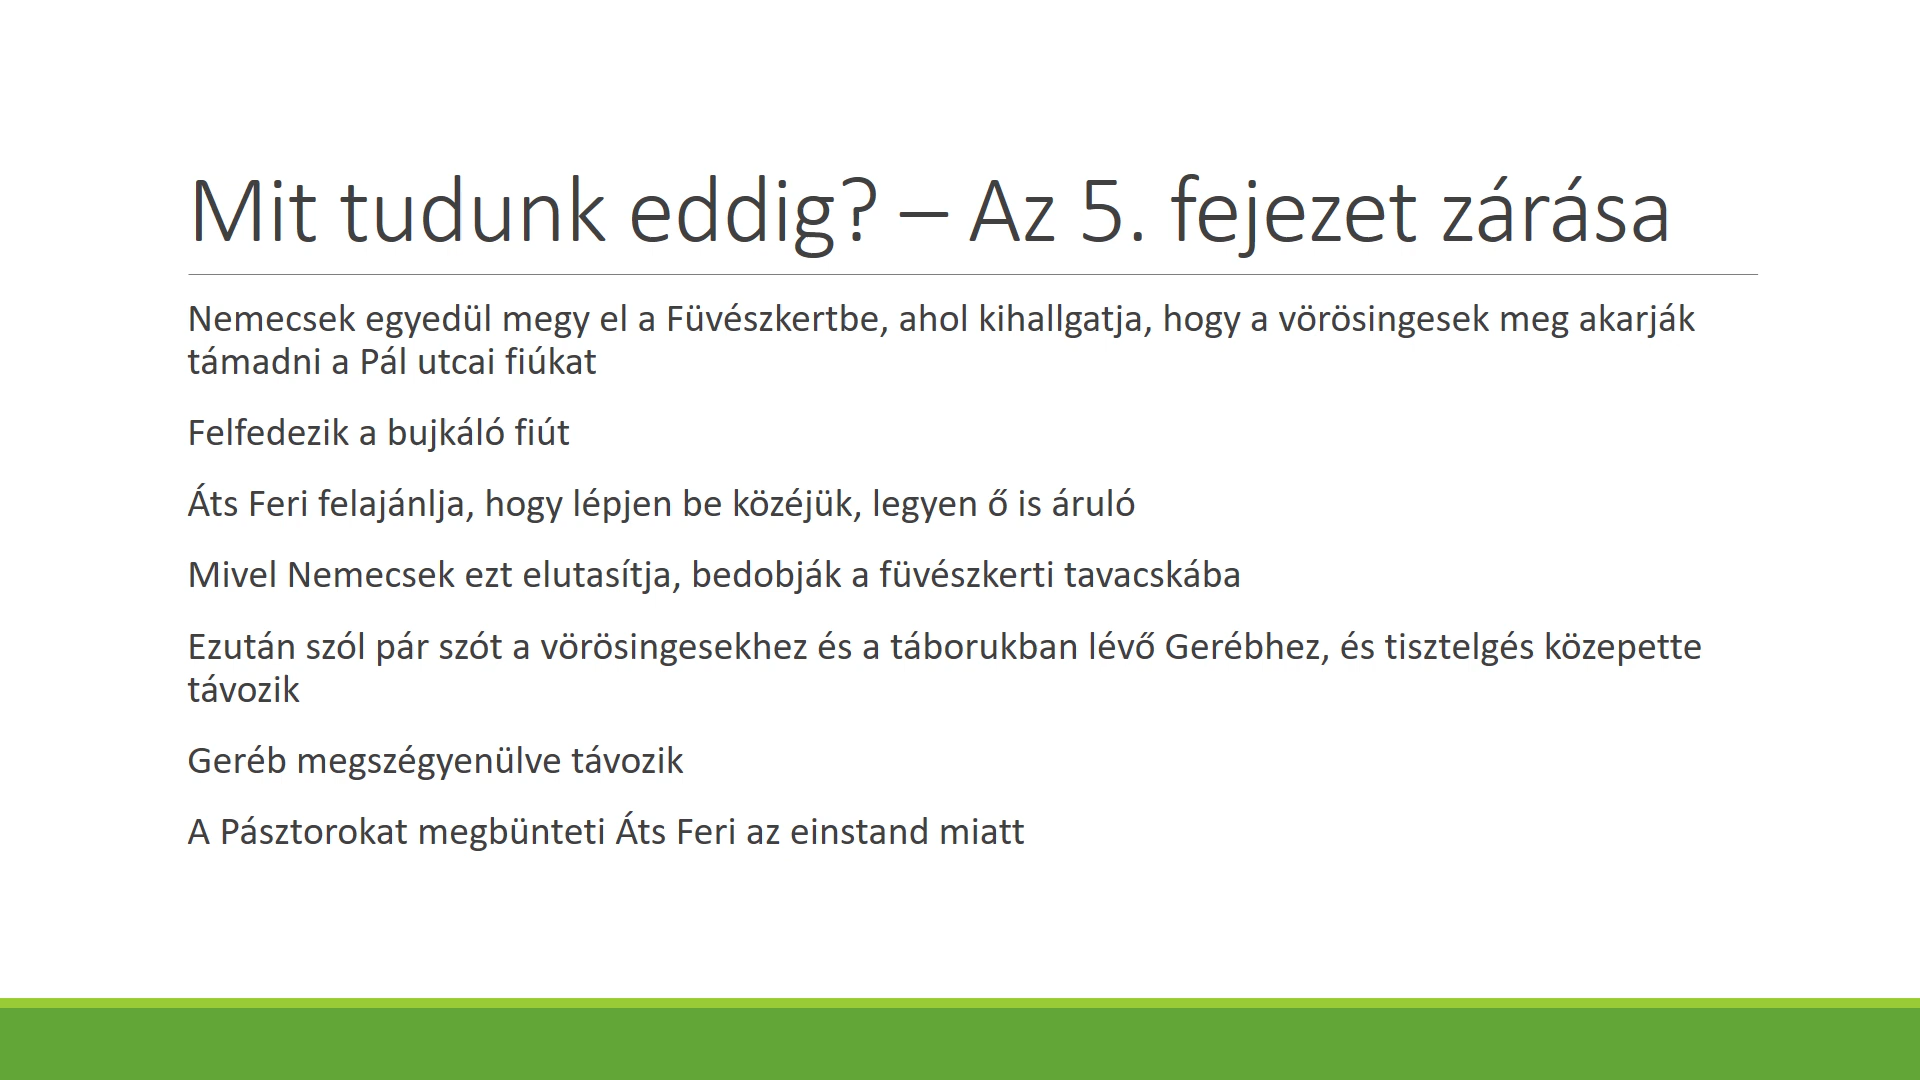 Mit tudunk eddig? – Az 5. fejezet zárása
Nemecsek egyedül megy el a Füvészkertbe, ahol kihallgatja, hogy a vörösingesek meg akarják
támadni a Pál utcai fiúkat
Felfedezik a bujkáló fiút
Áts Feri felajánlja, hogy lépjen be közéjük, legyen ő is áruló
Mivel Nemecsek ezt elutasítja, bedobják a füvészkerti tavacskába
Ezután szól pár szót a vörösingesekhez és a táborukban lévő Gerébhez, és tisztelgés közepette
távozik
Geréb megszégyenülve távozik
A Pásztorokat megbünteti Áts Feri az einstand miatt